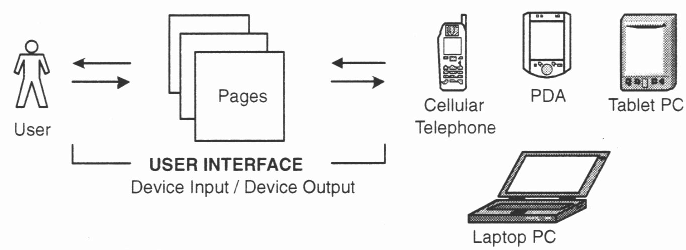 Pages
User
Cellular
Telephone
PDA
Tablet PC
USER INTERFACE
Device Input / Device Output
Laptop PC